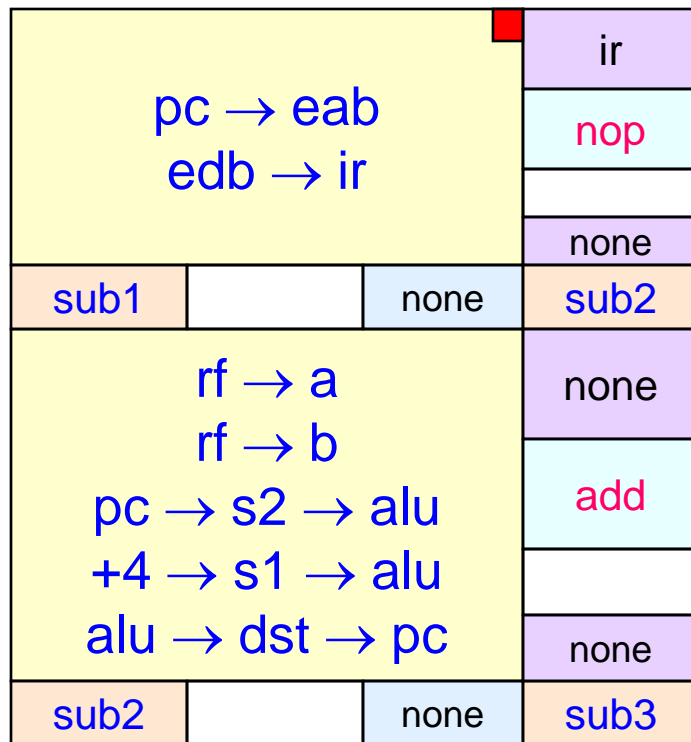 pc → eab
edb → ir
ir
nop
none
sub1
none
sub2
rf → a
rf → b
pc → s2 → alu
+4 → s1 → alu
alu → dst → pc
none
add
none
sub2
none
sub3